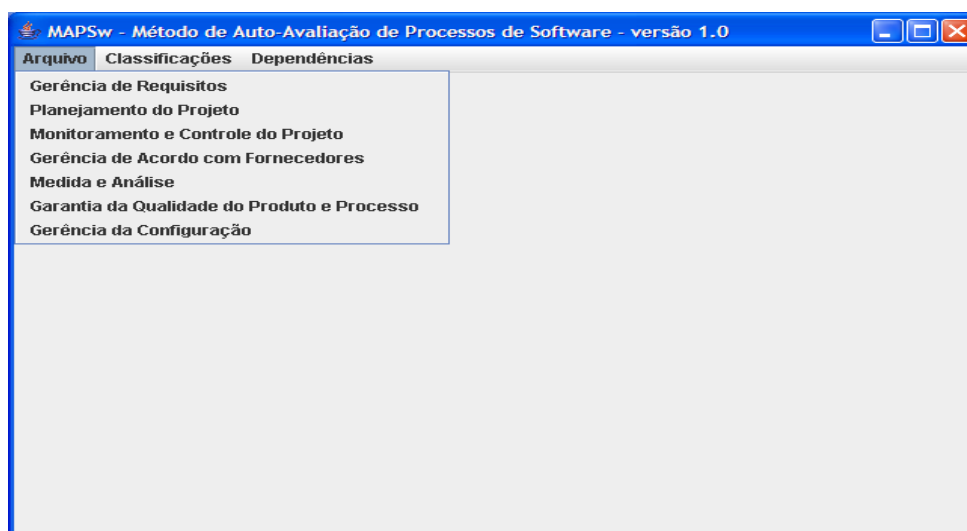 MAPSw - Método de Auto-Avaliação de Processos de Software - versão 1.0
Arquivo Classificações Dependências
Gerência de Requisitos
Planejamento do Projeto
Monitoramento e Controle do Projeto
Gerência de Acordo com Fornecedores
Medida e Análise
Garantia da Qualidade do Produto e Processo
Gerência da Configuração